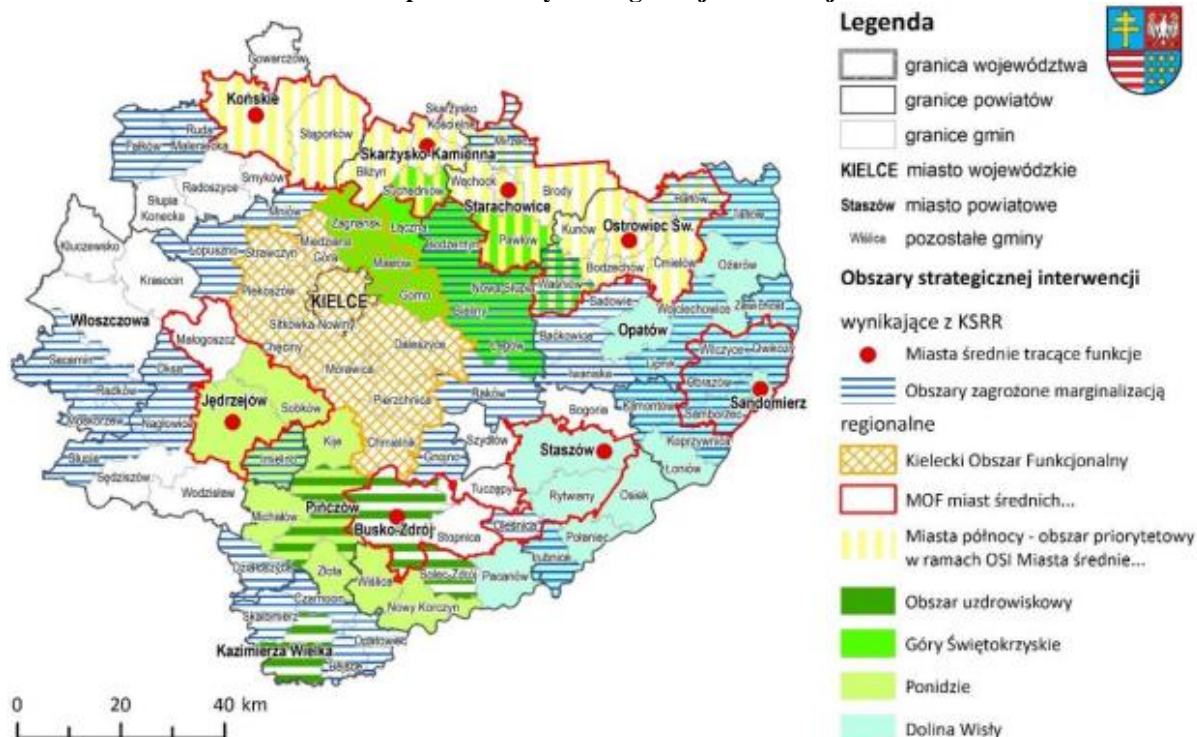 Gowarczów
Końskie
Stąporków
Skarżysko
Kościelne
Mirzec
Ruda
Maleniecka
Fałków
Skarżysko-Kamienna
Bliżyn
Suchedniów
Wąchock
Brody
Smyków
Radoszyce
Słupia
Konecka
Starachowice
Kunów
Bałtów
Tarłów
Mniów
Zagnańsk
Łączna
Bodzentyn
Pawłów
Ostrowiec Św.
Kluczewsko
Łopuszno
Strawczyn
Miedziana
Góra
Masłów
Bodzechów
Ćmielów
Ożarów
Krasocin
Piekoszów
KIELCE
Górno
Nowa Słupia
Waśniów
Sadowie
Wojciechowice
Zawichost
Bieliny
Włoszczowa
Sitkówka-Nowiny
Daleszyce
Łagów
Baćkowice
Opatów
Małogoszcz
Chęciny
Morawica
Lipnik
Wilczyce
Dwikozy
Secemin
Oksa
Iwaniska
Obrazów
Radków
Jędrzejów
Sobków
Pierzchnica
Raków
Bogoria
Klimontów
Samborzec
Sandomierz
Moskorzew
Nagłowice
Chmielnik
Szydłów
Staszów
Koprzywnica
Słupia
Imielno
Kije
Gnojno
Łoniów
Sędziszów
Wodzisław
Tuczępy
Rytwiany
Osiek
Michałów
Pińczów
Busko-Zdrój
Stopnica
Oleśnica
Połaniec
Łubnice
Działoszyce
Złota
Wiślica
Solec-Zdrój
Pacanów
Czarnocin
Nowy Korczyn
Skalbmierz
Opatowiec
Kazimierza Wielka
Bejsce
0 20 40 km
Legenda
granica województwa
granice powiatów
granice gmin
KIELCE miasto wojewódzkie
Staszów miasto powiatowe
Wiślica pozostałe gminy
Obszary strategicznej interwencji
wynikające z KSRR
Miasta średnie tracące funkcje
Obszary zagrożone marginalizacją
regionalne
Kielecki Obszar Funkcjonalny
MOF miast średnich...
Miasta północy - obszar priorytetowy
w ramach OSI Miasta średnie...
Obszar uzdrowiskowy
Góry Świętokrzyskie
Ponidzie
Dolina Wisły